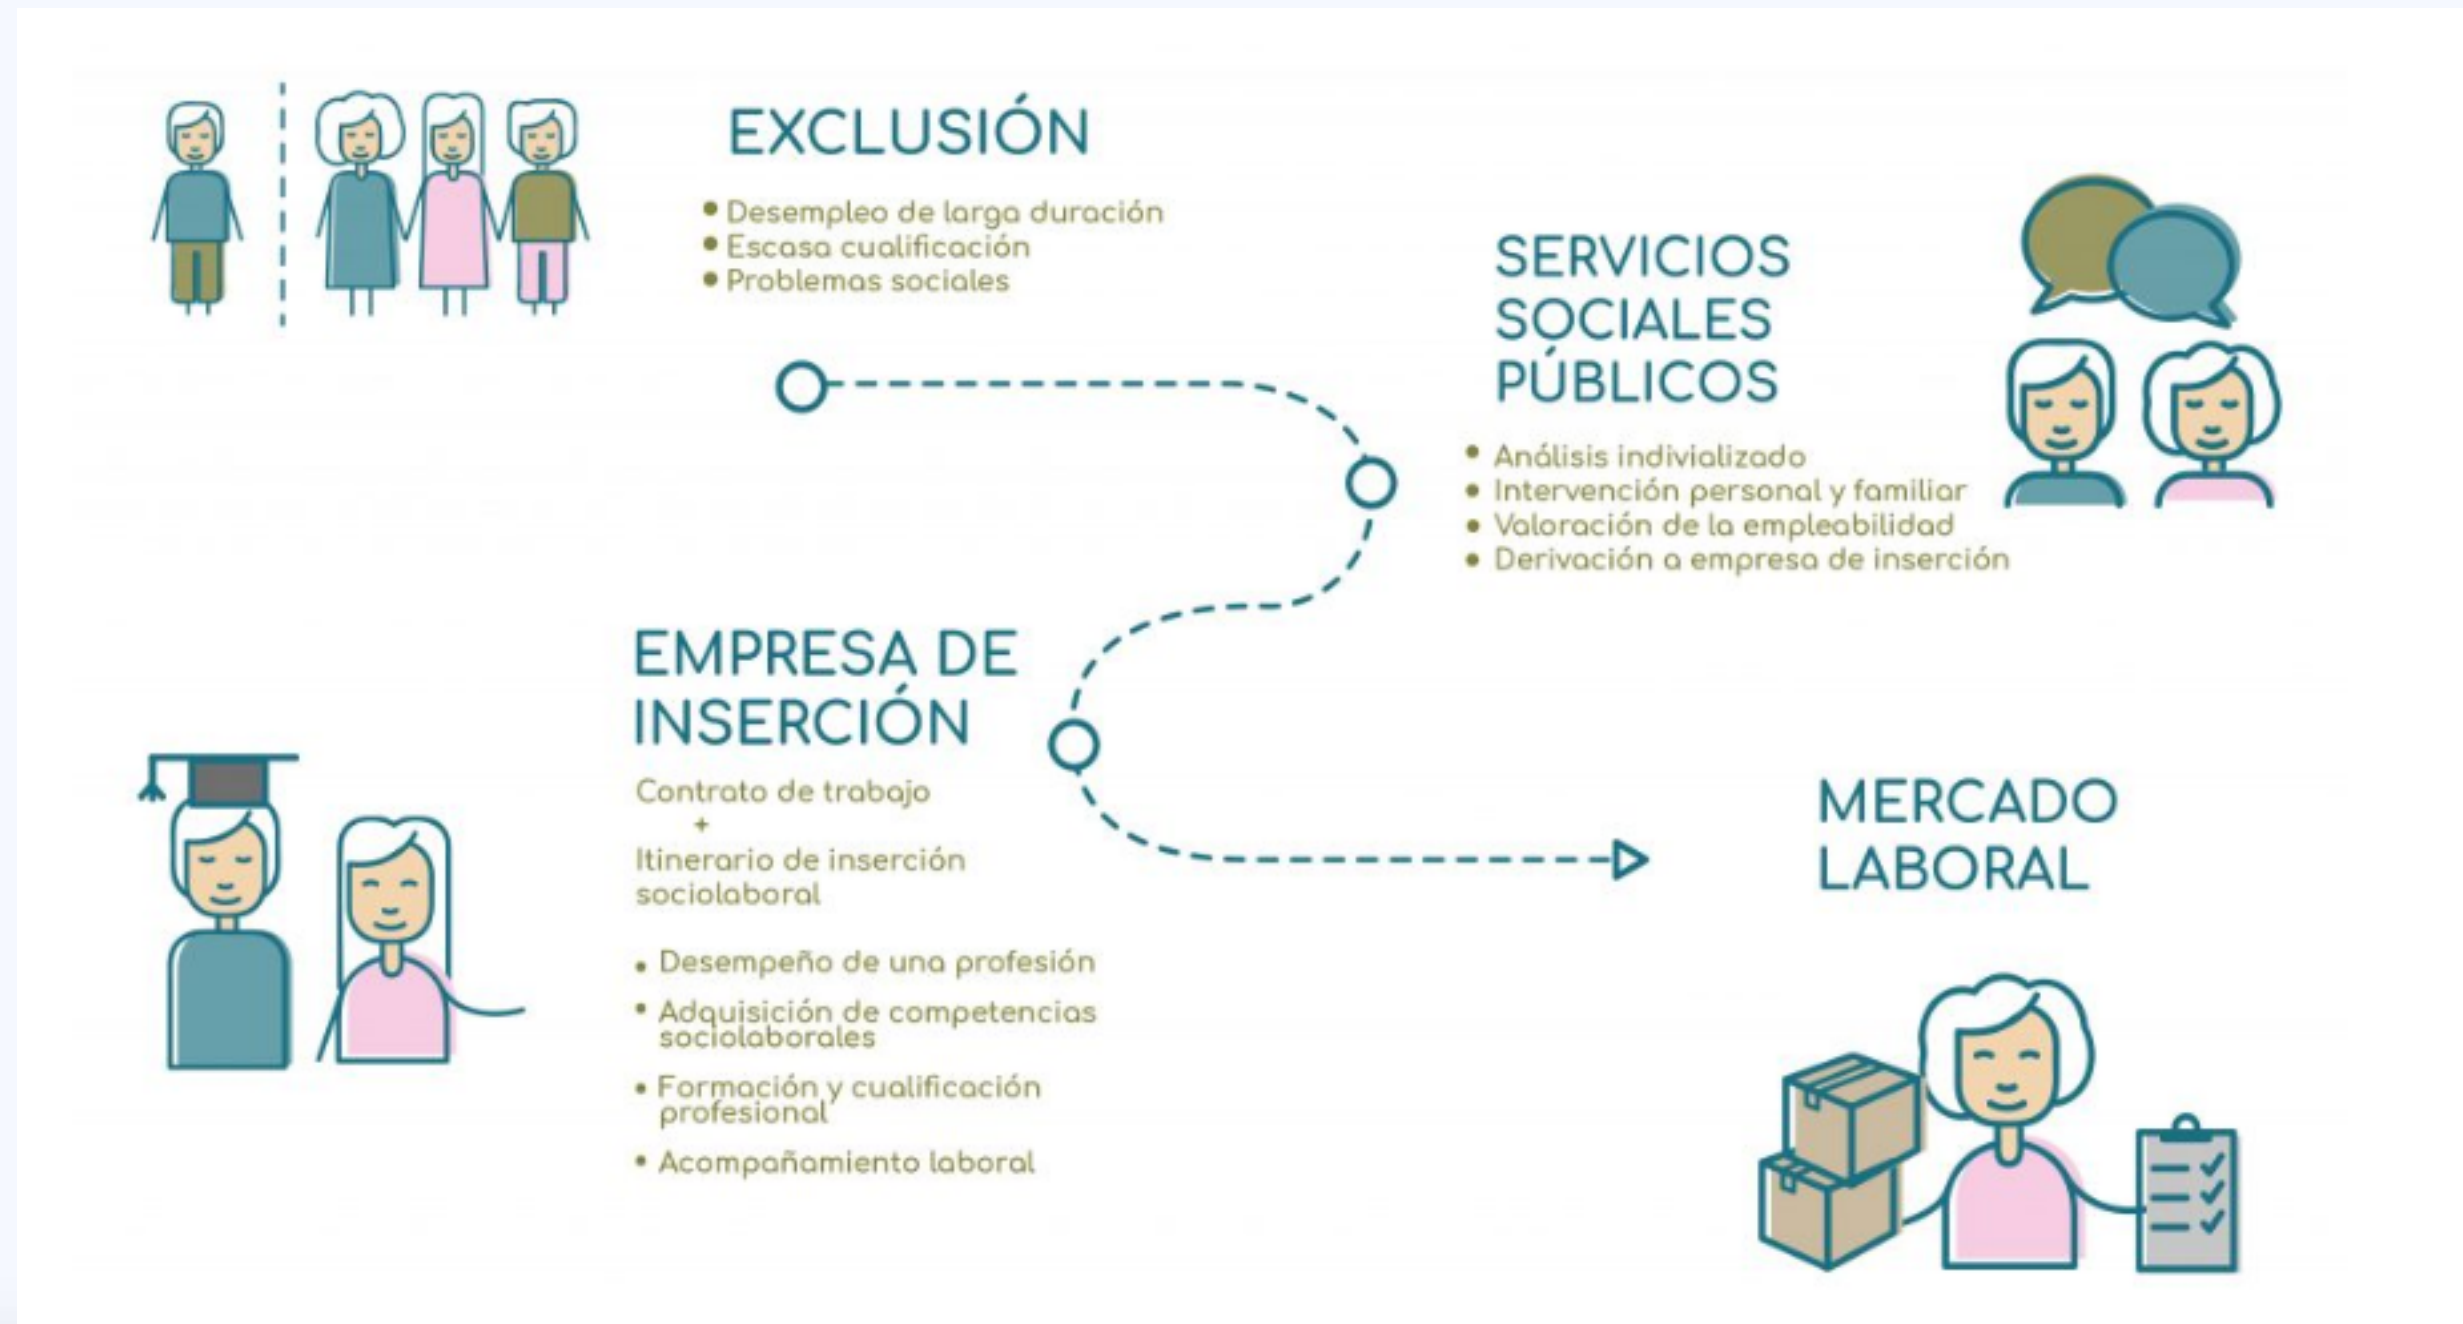 EXCLUSIÓN
• Desempleo de larga duración
• Escasa cualificación
• Problemas sociales
SERVICIOS
SOCIALES
PÚBLICOS
• Análisis indivializado
• Intervención personal y familiar
• Valoración de la empleabilidad
• Derivación a empresa de inserción
EMPRESA DE
INSERCIÓN
Contrato de trabajo
+
Itinerario de inserción
sociolaboral
• Desempeño de una profesión
• Adquisición de competencias
sociolaborales
• Formación y cualificación
profesional
• Acompañamiento laboral
MERCADO
LABORAL